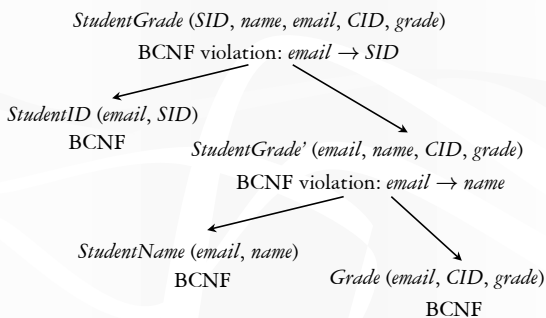 StudentGrade (SID, name, email, CID, grade)
BCNF violation: email → SID
StudentID (email, SID)
BCNF
StudentGrade’ (email, name, CID, grade)
BCNF violation: email → name
StudentName (email, name)
BCNF
Grade (email, CID, grade)
BCNF